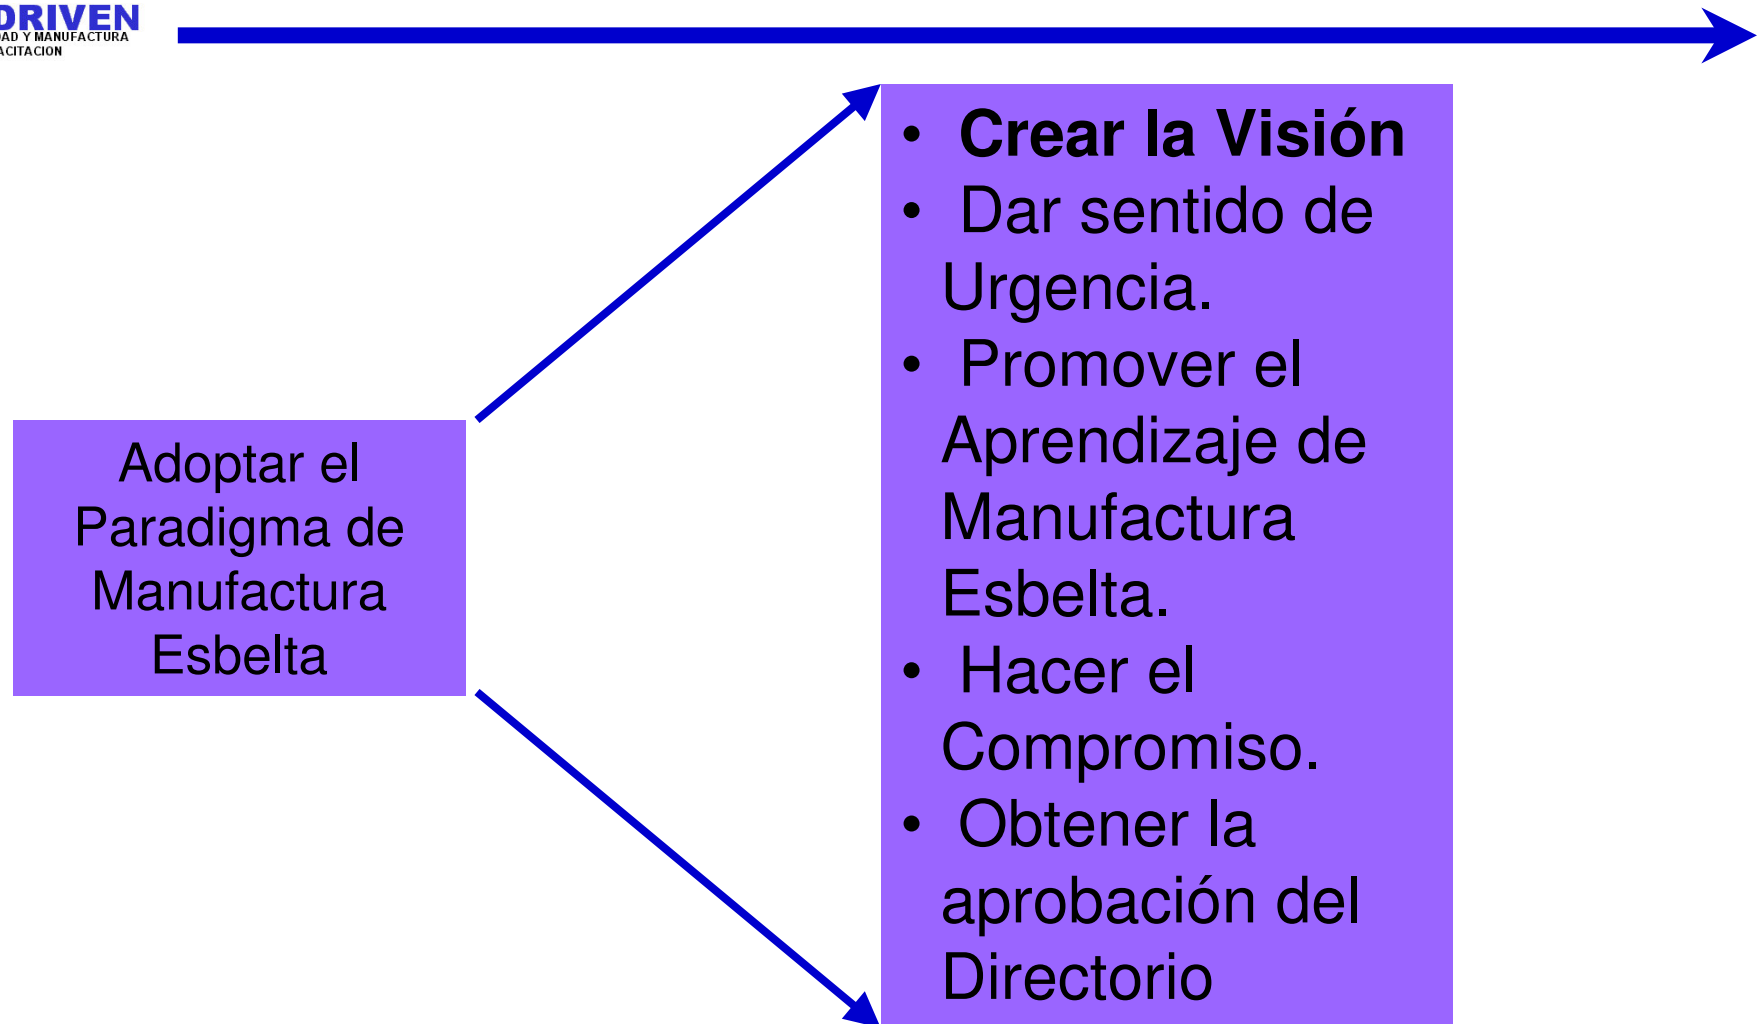 DRIVEN
DAD Y MANUFACTURA
ACITACION
• Crear la Visión
• Dar sentido de
Urgencia.
• Promover el
Aprendizaje de
Manufactura
Esbelta.
• Hacer el
Compromiso.
• Obtener la
aprobación del
Directorio
Adoptar el
Paradigma de
Manufactura
Esbelta